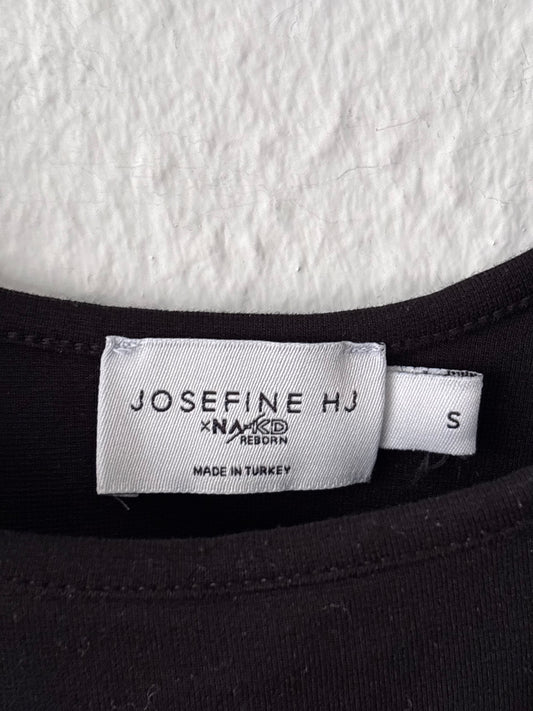 JOSEFINE HJ
×NA-KD
REBORN
MADE IN TURKEY
S